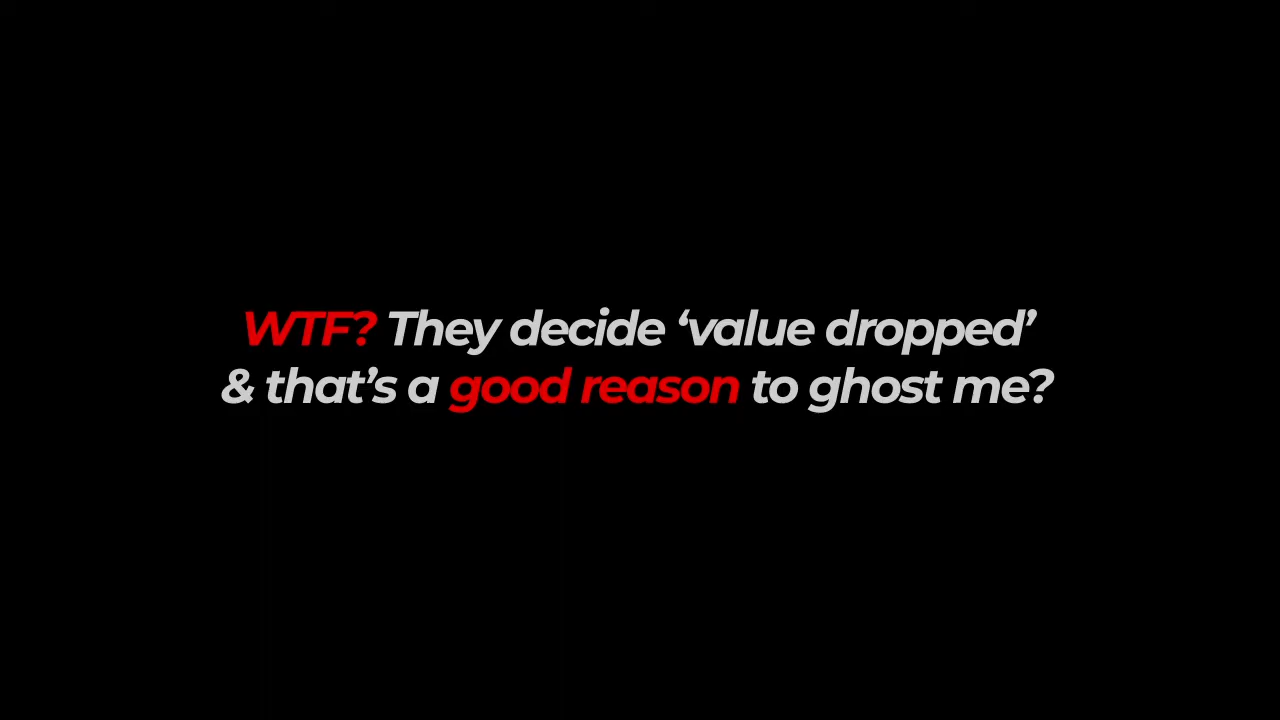 WTF? They decide ‘value dropped’
& that’s a good reason to ghost me?